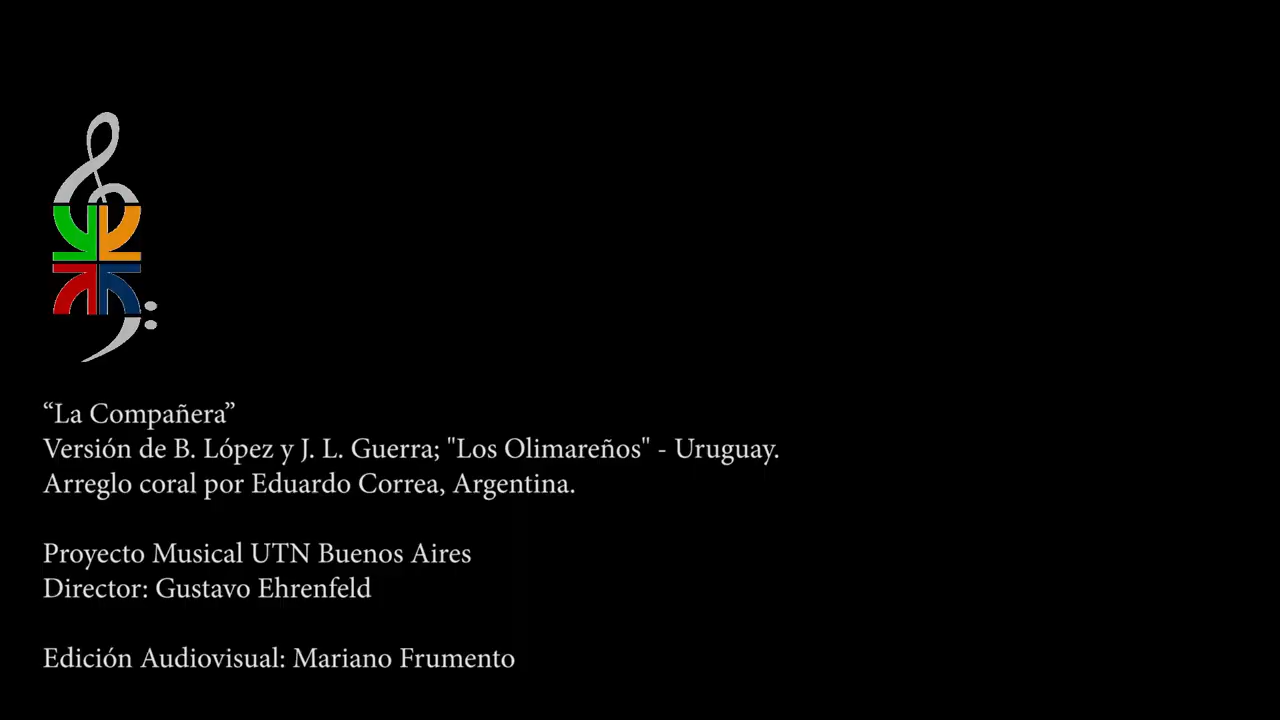 “La Compañera”
Versión de B. López y J. L. Guerra; "Los Olimareños" - Uruguay.
Arreglo coral por Eduardo Correa, Argentina.
Proyecto Musical UTN Buenos Aires
Director: Gustavo Ehrenfeld
Edición Audiovisual: Mariano Frumento